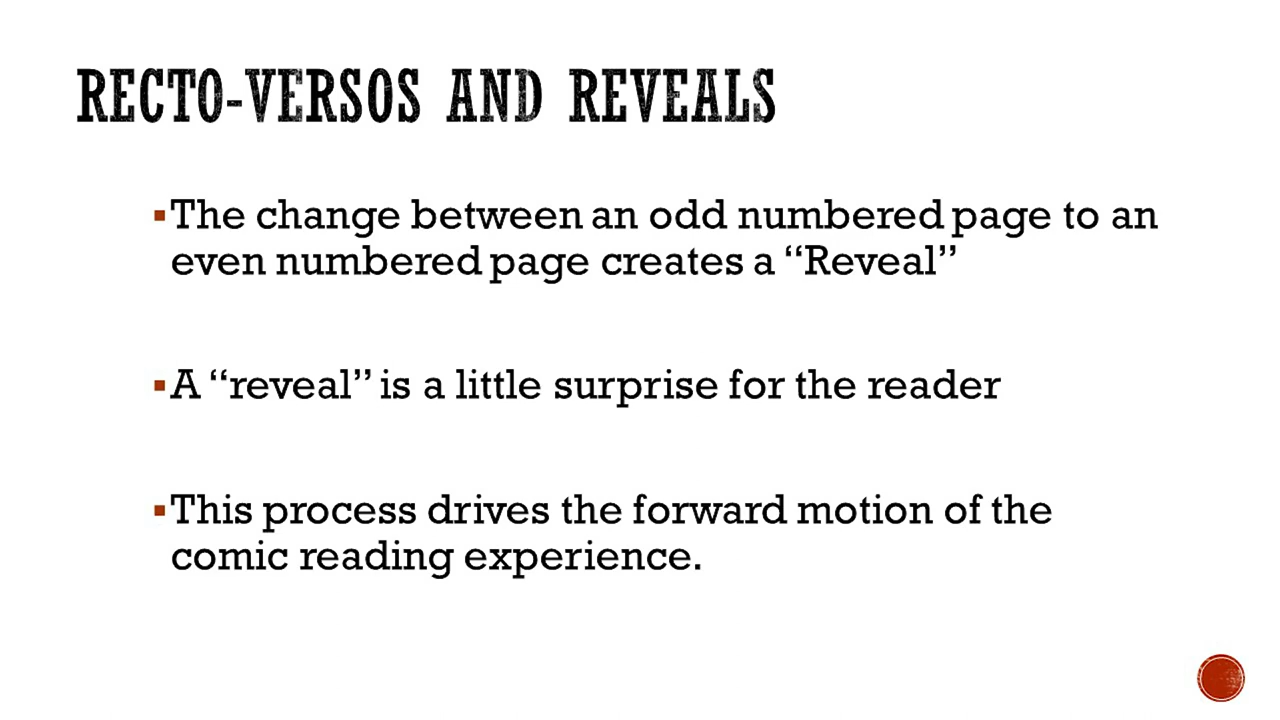 RECTO-VERSOS AND REVEALS
▪The change between an odd numbered page to an
even numbered page creates a “Reveal”
▪A “reveal” is a little surprise for the reader
▪This process drives the forward motion of the
comic reading experience.